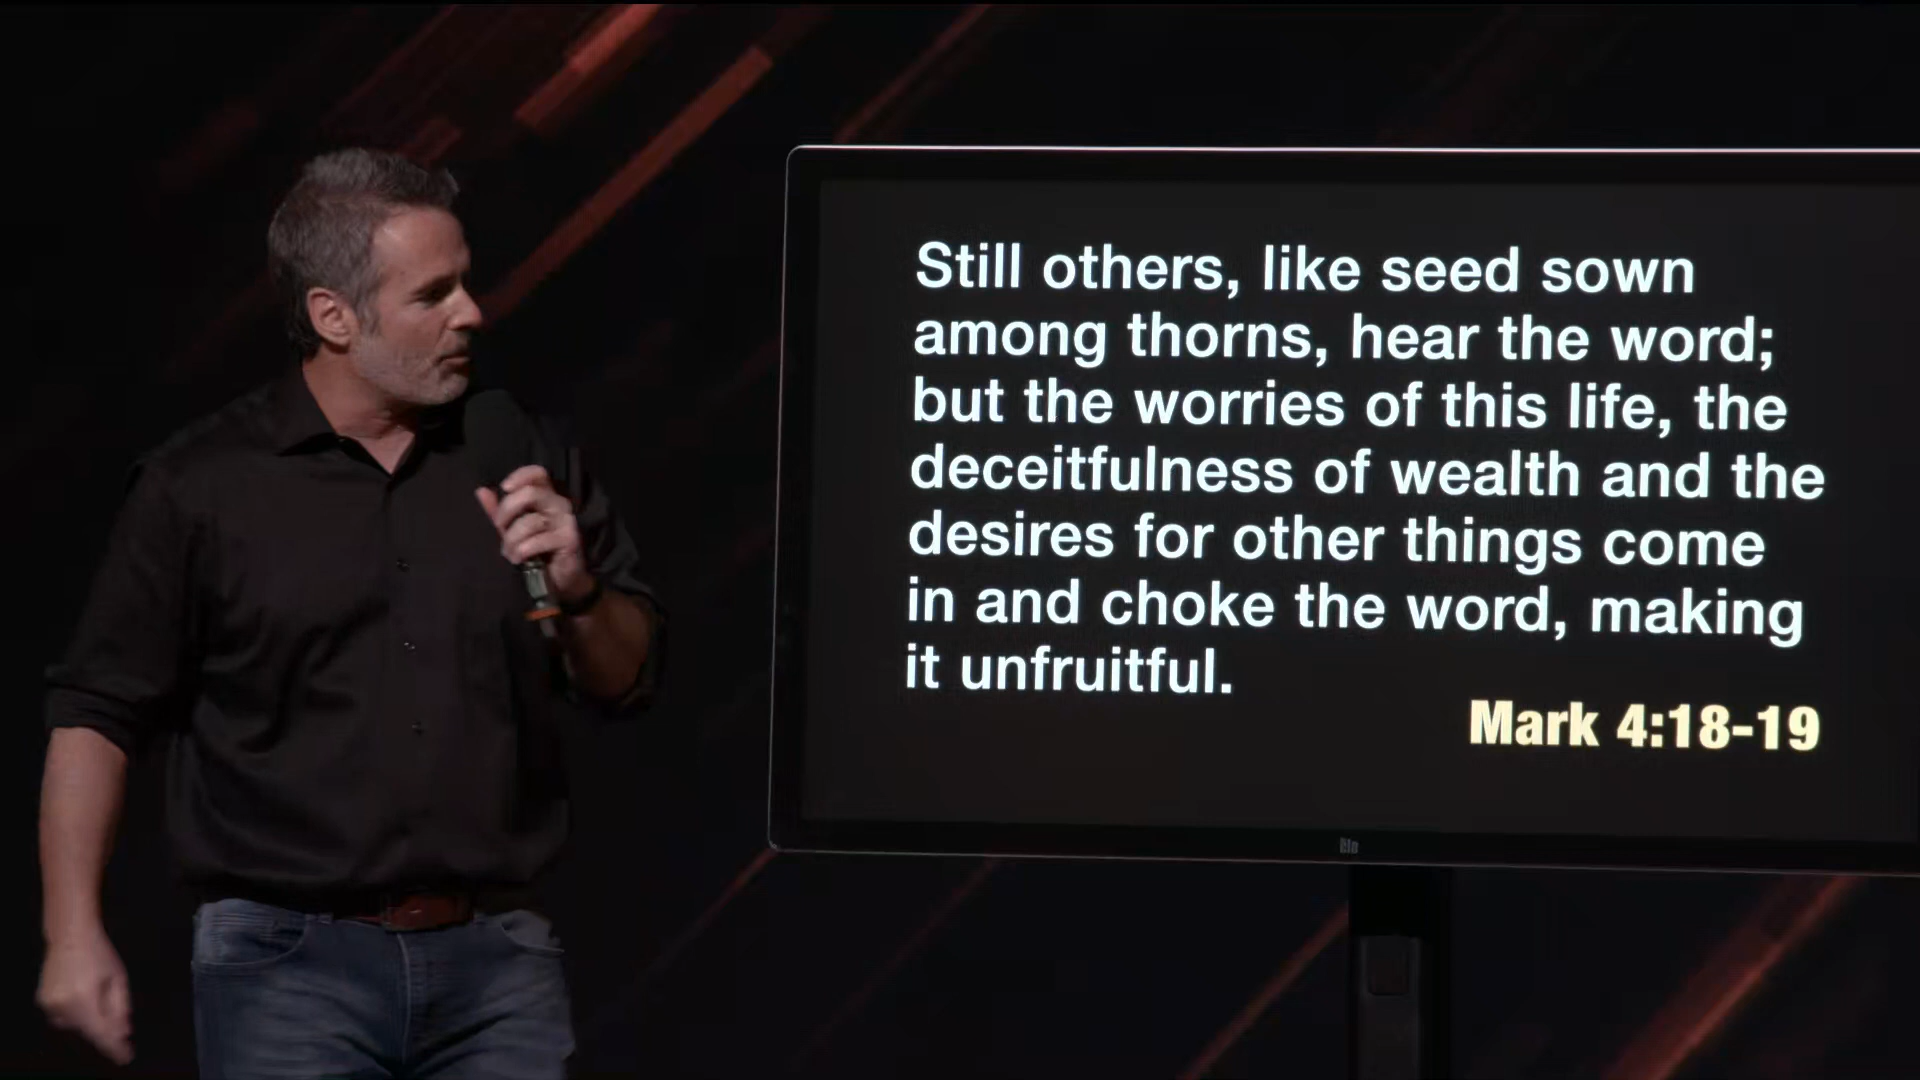 Still others, like seed sown
among thorns, hear the word;
but the worries of this life, the
deceitfulness of wealth and the
desires for other things come
in and choke the word, making
it unfruitful.
Mark 4:18-19
elo